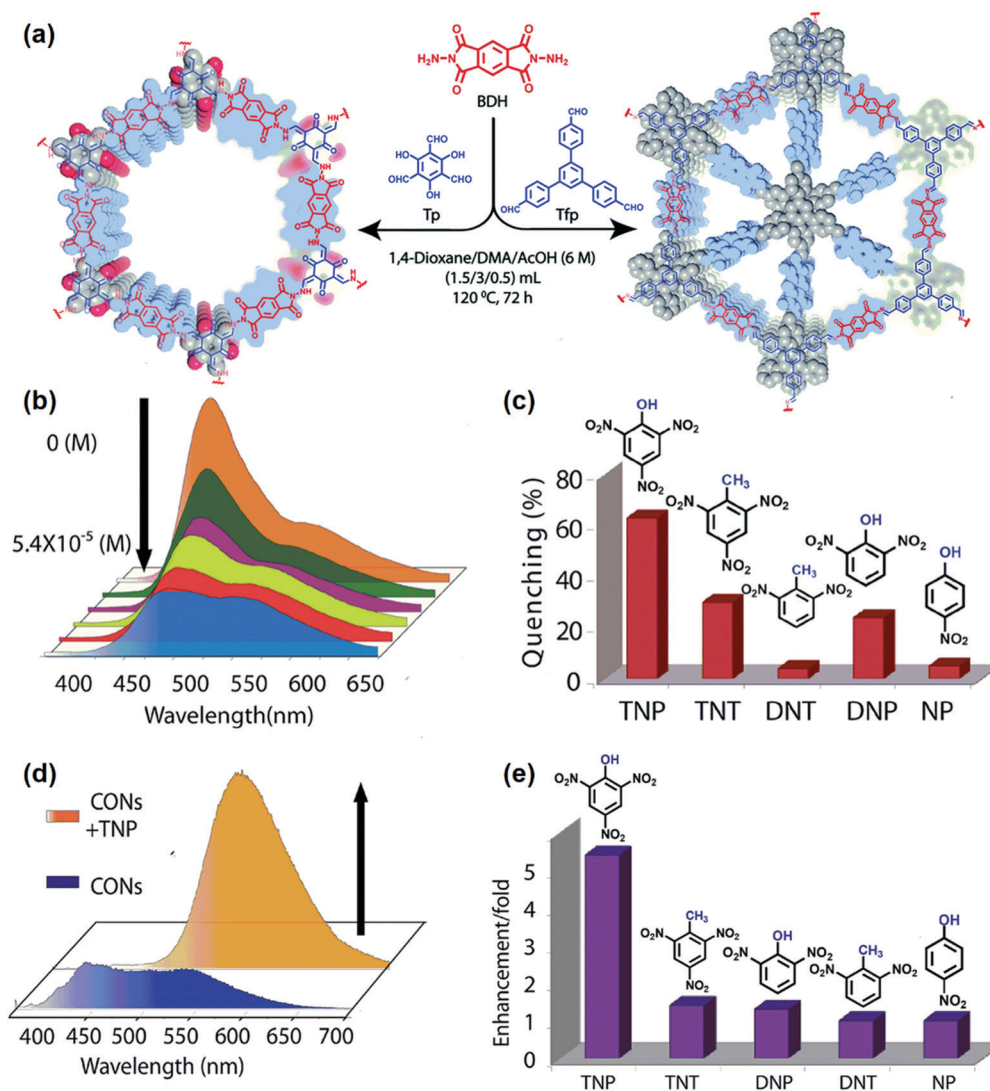 (a)
H₂N-N
N-NH₂
BDH
CHO
HO
OH
OHC
CHO
OH
Tp
CHO
OHC
CHO
Tfp
1,4-Dioxane/DMA/AcOH (6 M)
(1.5/3/0.5) mL
120 ⁰C, 72 h
(b)
0 (M)
5.4X10⁻⁵ (M)
400 450 500 550 600 650
Wavelength(nm)
(c)
Quenching (%)
80
60
40
20
0
OH
O₂N NO₂
NO₂
CH₃
O₂N NO₂
NO₂
CH₃
O₂N NO₂
OH
O₂N NO₂
OH
NO₂
TNP TNT DNT DNP NP
(d)
CONs
+TNP
CONs
400 450 500 550 600 650 700
Wavelength (nm)
(e)
Enhancement/fold
5
4
3
2
1
0
OH
O₂N NO₂
NO₂
CH₃
O₂N NO₂
NO₂
OH
O₂N NO₂
CH₃
O₂N NO₂
OH
NO₂
TNP TNT DNP DNT NP